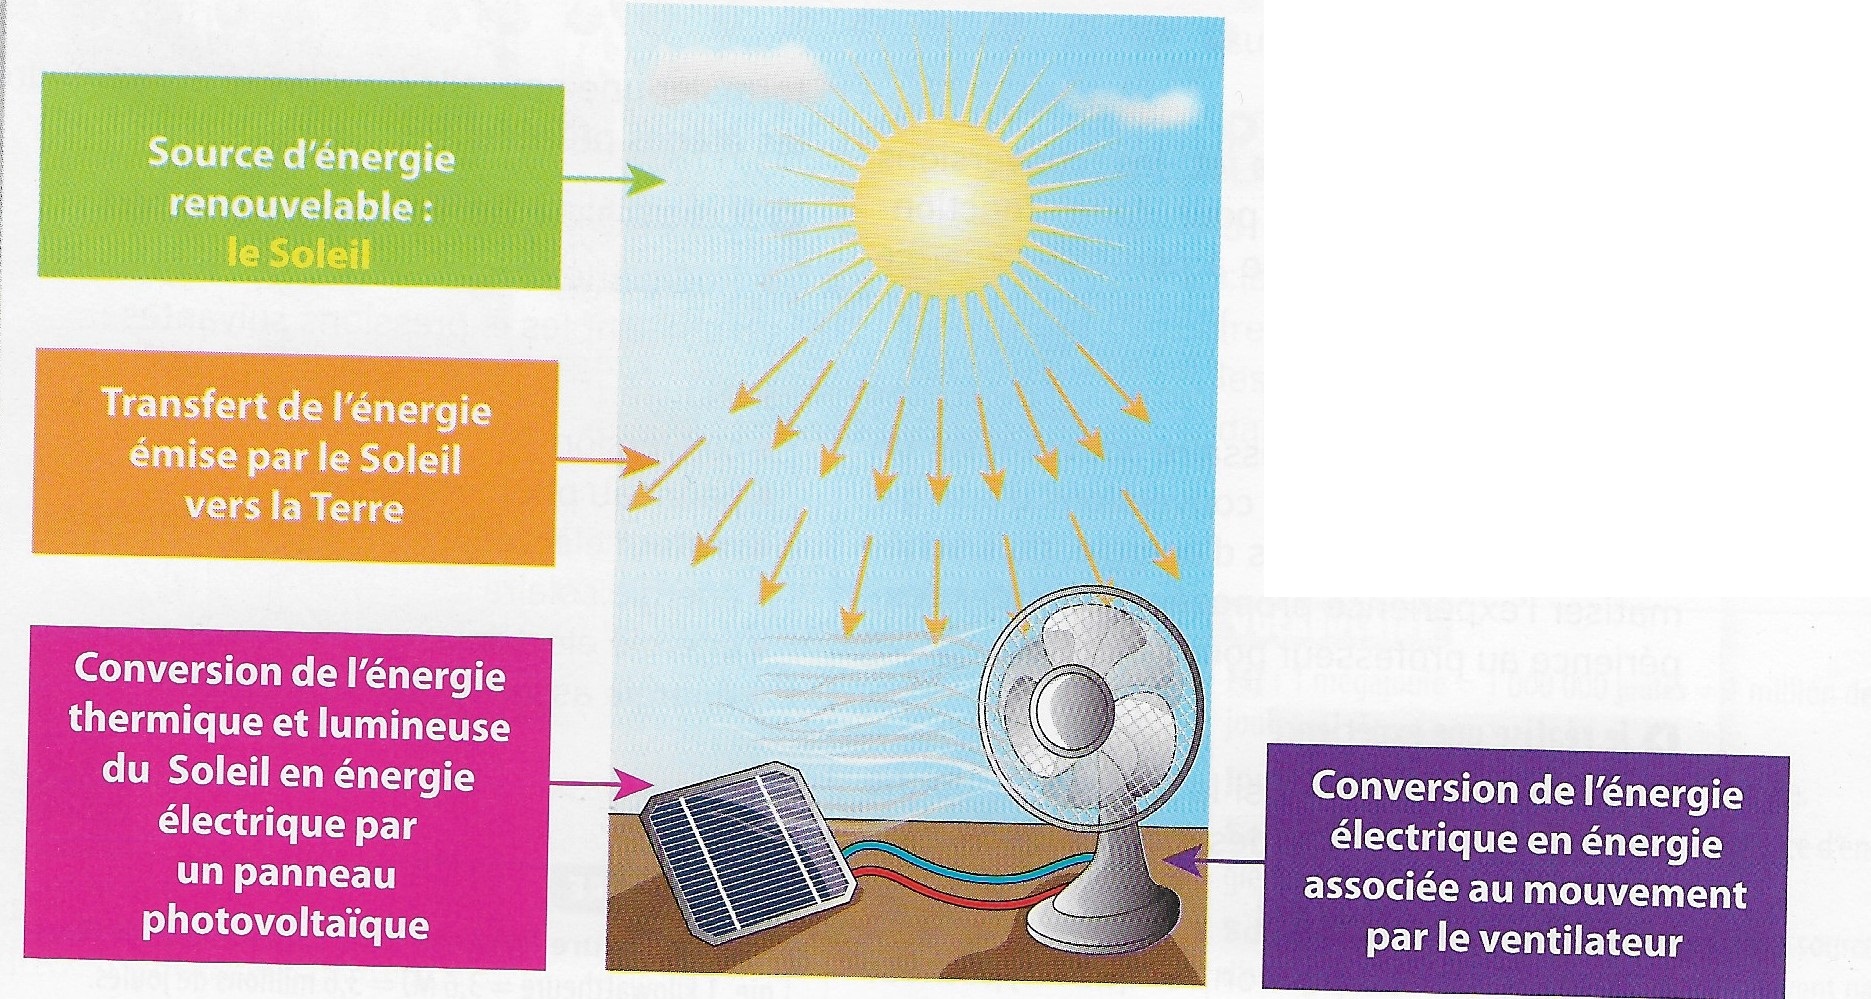 Source d'énergie
renouvelable :
le Soleil
Transfert de l'énergie
émise par le Soleil
vers la Terre
Conversion de l'énergie
thermique et lumineuse
du Soleil en énergie
électrique par
un panneau
photovoltaïque
Conversion de l'énergie
électrique en énergie
associée au mouvement
par le ventilateur